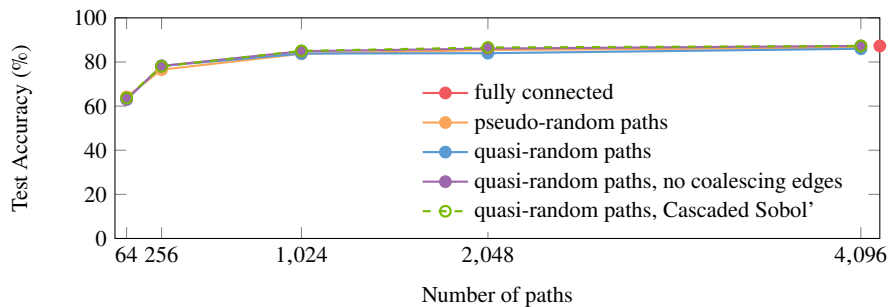 100
80
60
40
20
0
Test Accuracy (%)
fully connected
pseudo-random paths
quasi-random paths
quasi-random paths, no coalescing edges
quasi-random paths, Cascaded Sobol’
64 256 1,024 2,048 4,096
Number of paths